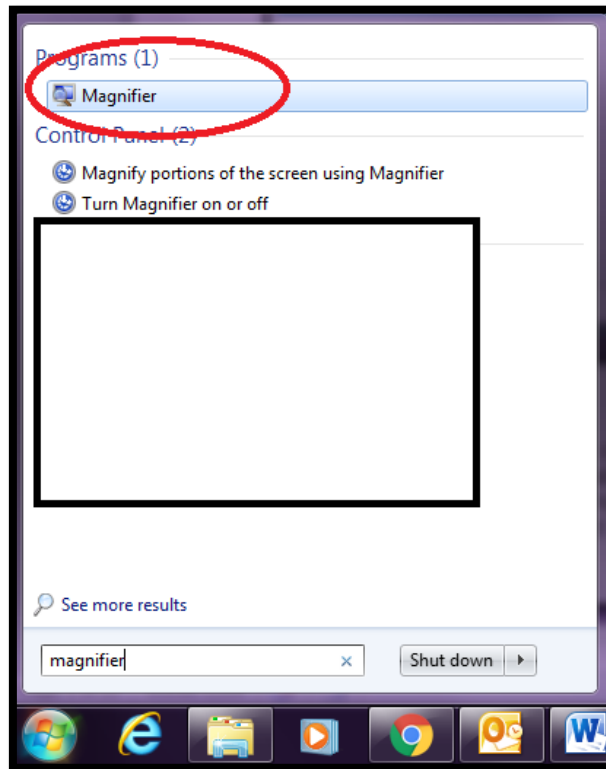 Programs (1)
Magnifier
Control Panel (2)
Magnify portions of the screen using Magnifier
Turn Magnifier on or off
See more results
magnifier
Shut down